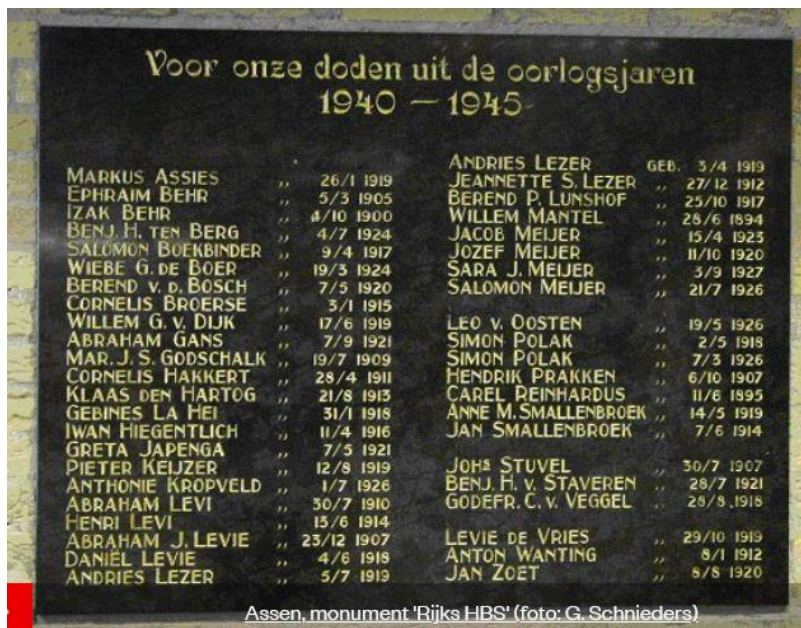 Voor onze doden uit de oorlogsjaren
1940 — 1945
MARKUS ASSIES ,, 26/1 1919
EPHRAIM BEHR ,, 5/3 1905
IZAK BEHR ,, 4/10 1900
BENJ. H. TEN BERG ,, 4/7 1924
SALOMON BOEKBINDER ,, 9/4 1917
WIEBE G. DE BOER ,, 19/3 1924
BEREND V. D. BOSCH ,, 7/5 1920
CORNELIS BROERSE ,, 3/1 1915
WILLEM G. V. DIJK ,, 17/6 1919
ABRAHAM GANS ,, 7/9 1921
MAR. J. S. GODSCHALK ,, 19/7 1909
CORNELIS HAKKERT ,, 28/4 1911
KLAAS DEN HARTOG ,, 21/8 1913
GEBINES LA HEI ,, 31/1 1918
IWAN HIEGENTLICH ,, 11/4 1916
GRETA JAPENGA ,, 7/5 1921
PIETER KEIJZER ,, 12/8 1919
ANTHONIE KROPVELD ,, 1/7 1926
ABRAHAM LEVI ,, 30/7 1910
HENRI LEVI ,, 15/6 1914
ABRAHAM J. LEVIE ,, 23/12 1907
DANIËL LEVIE ,, 4/6 1918
ANDRIES LEZER ,, 5/7 1919
ANDRIES LEZER GEB. 3/4 1919
JEANNETTE S. LEZER ,, 27/12 1912
BEREND P. LUNSHOF ,, 25/10 1917
WILLEM MANTEL ,, 28/6 1894
JACOB MEIJER ,, 15/4 1923
JOZEF MEIJER ,, 11/10 1920
SARA J. MEIJER ,, 3/9 1927
SALOMON MEIJER ,, 21/7 1926
LEO V. OOSTEN ,, 19/5 1926
SIMON POLAK ,, 2/5 1918
SIMON POLAK ,, 7/3 1926
HENDRIK PRAKKEN ,, 6/10 1907
CAREL REINHARDUS ,, 11/6 1895
ANNE M. SMALLENBROEK ,, 14/5 1919
JAN SMALLENBROEK ,, 7/6 1914
JOHS STUVEL ,, 30/7 1907
BENJ. H. V. STAVEREN ,, 28/7 1921
GODEFR. C. V. VEGGEL ,, 28/8 1918
LEVIE DE VRIES ,, 29/10 1919
ANTON WANTING ,, 8/1 1912
JAN ZOET ,, 8/8 1920
Assen, monument 'Rijks HBS' (foto: G. Schnieders)